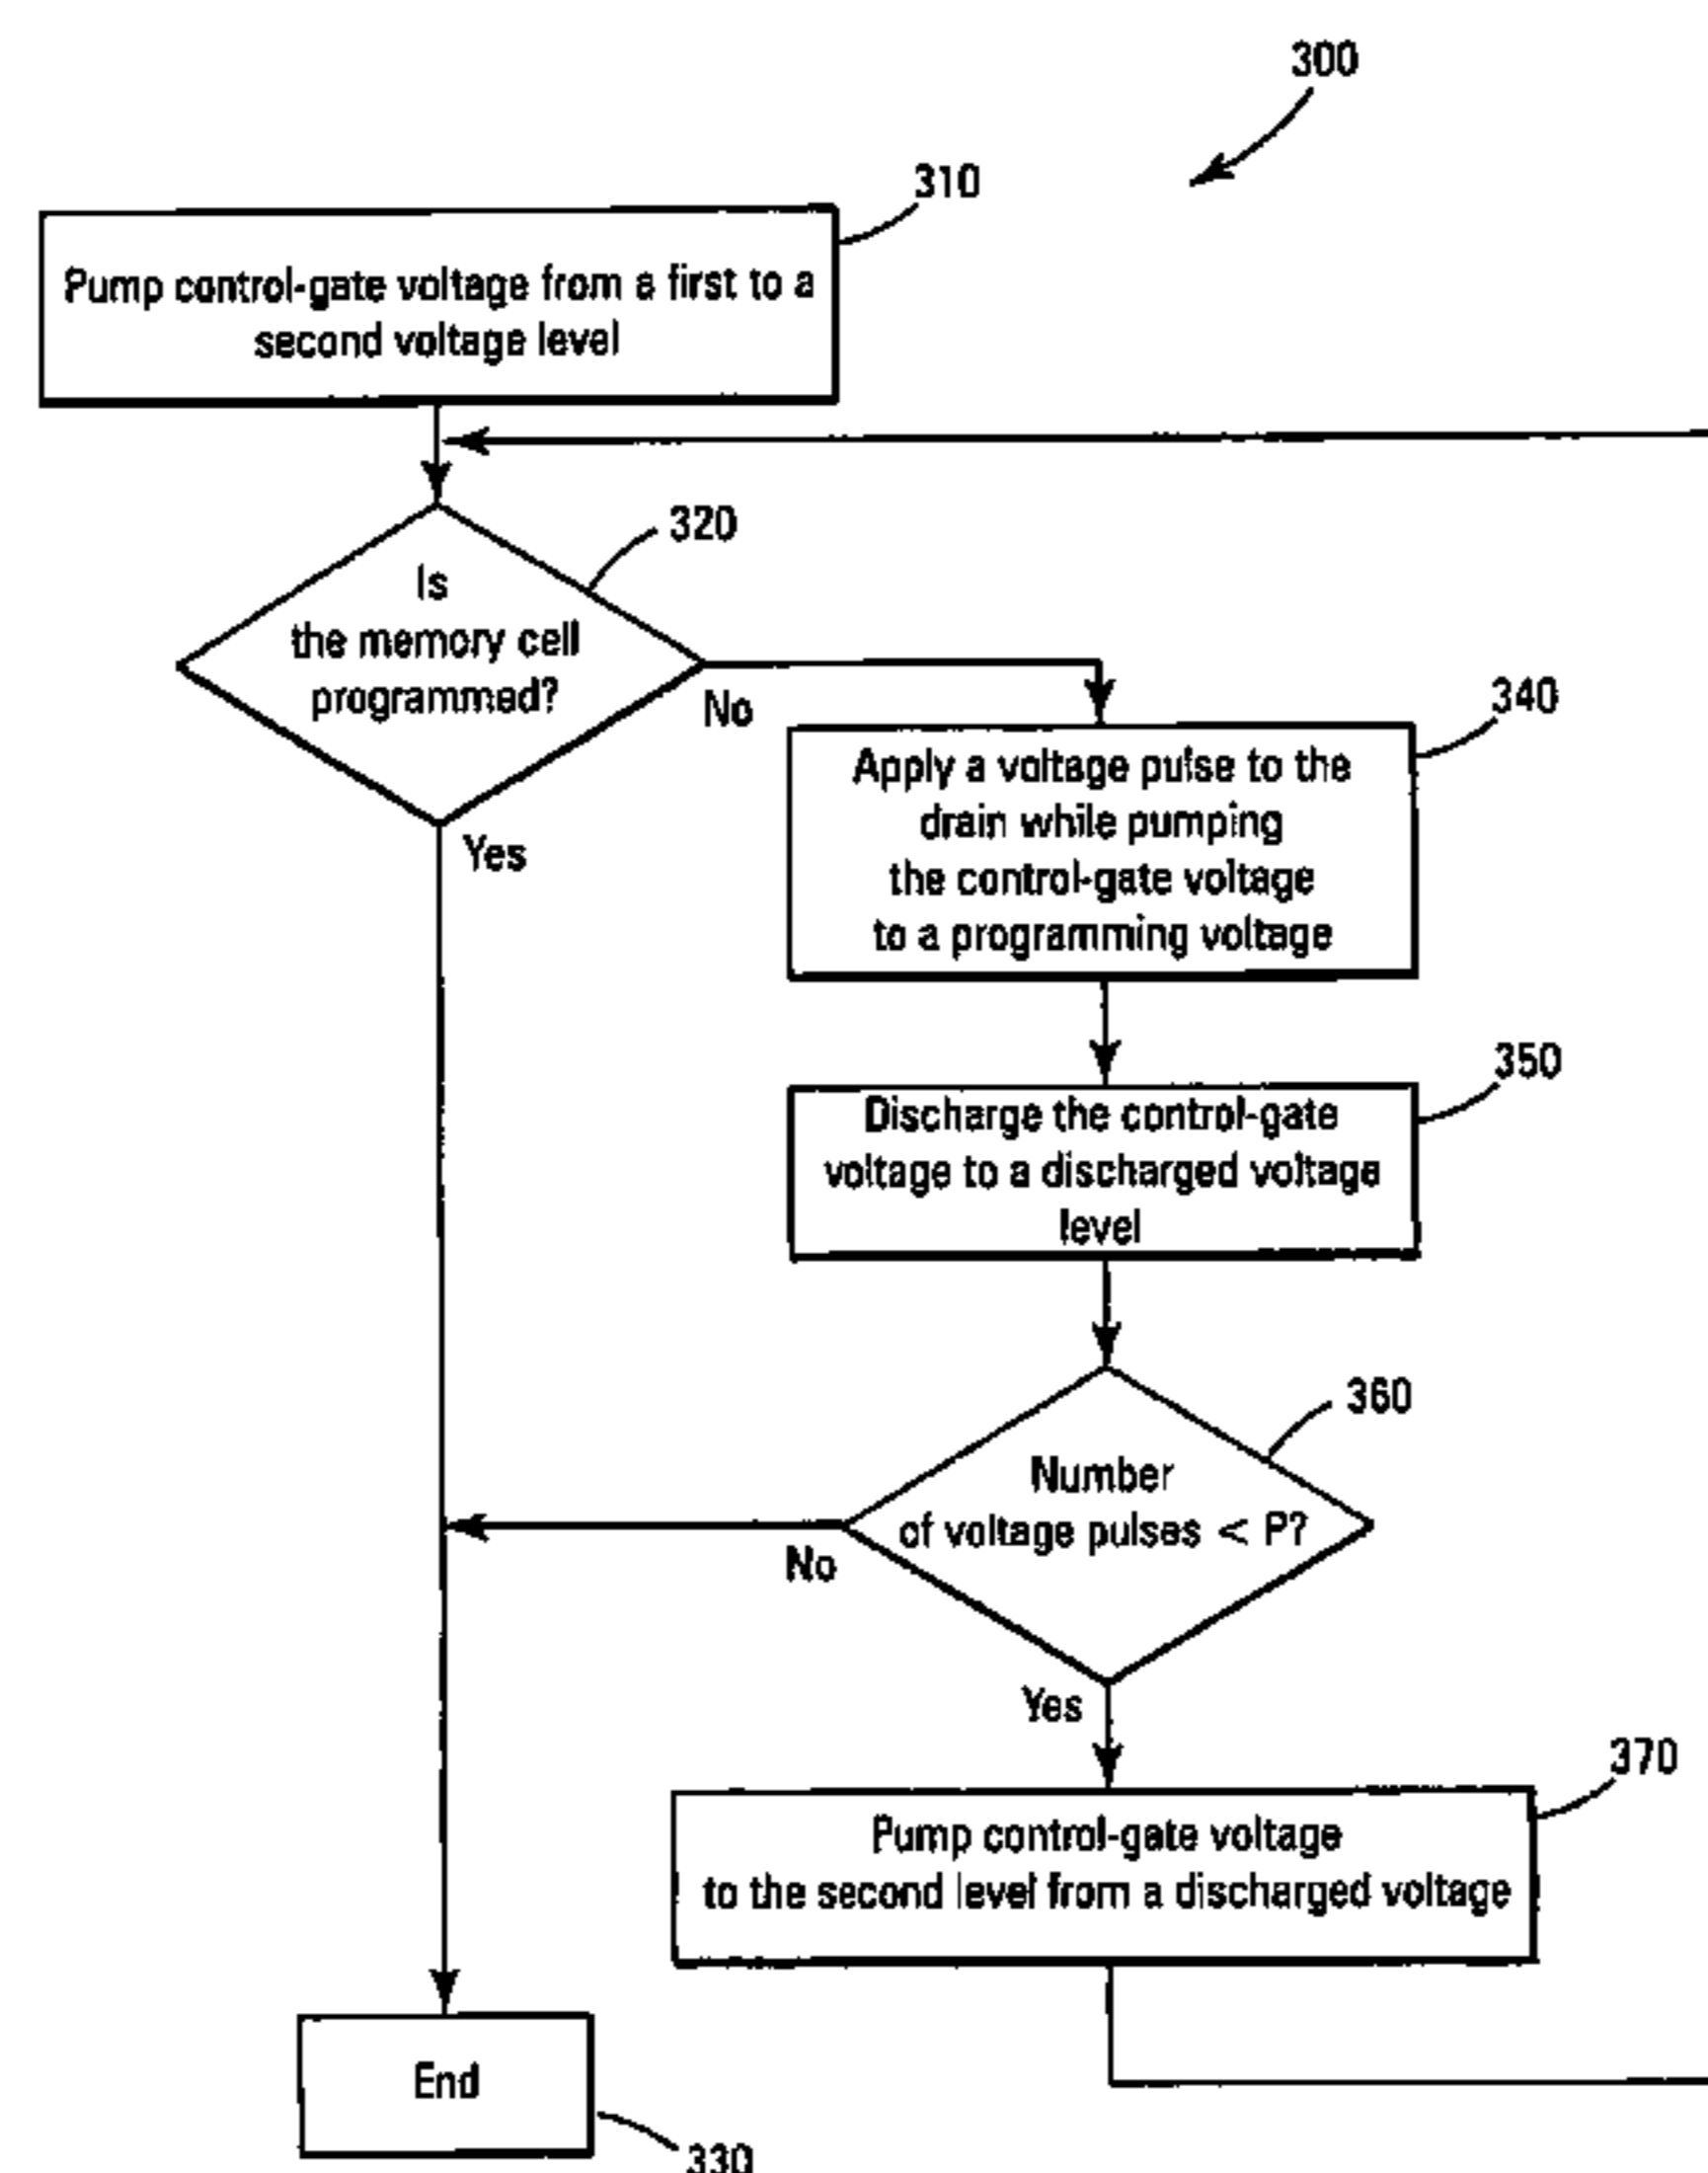 300
310
Pump control-gate voltage from a first to a
second voltage level
320
Is
the memory cell
programmed?
No
Yes
340
Apply a voltage pulse to the
drain while pumping
the control-gate voltage
to a programming voltage
350
Discharge the control-gate
voltage to a discharged voltage
level
360
Number
of voltage pulses < P?
No
Yes
370
Pump control-gate voltage
to the second level from a discharged voltage
End
330